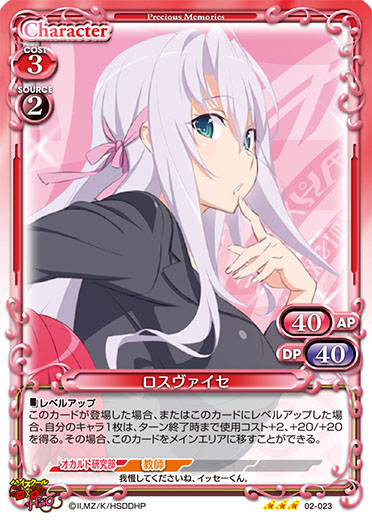 Precious Memories
Character
COST
3
SOURCE
2
40 AP
DP 40
ロスヴァイセ
■レベルアップ
このカードが登場した場合、またはこのカードにレベルアップした場
合、自分のキャラ1枚は、ターン終了時まで使用コスト+2、+20/+20
を得る。その場合、このカードをメインエリアに移すことができる。
オカルト研究部 教師
我慢してくださいね、イッセーくん。
ハイスクール
©II,MZ/K/HSDDHP
★★★ 02-023